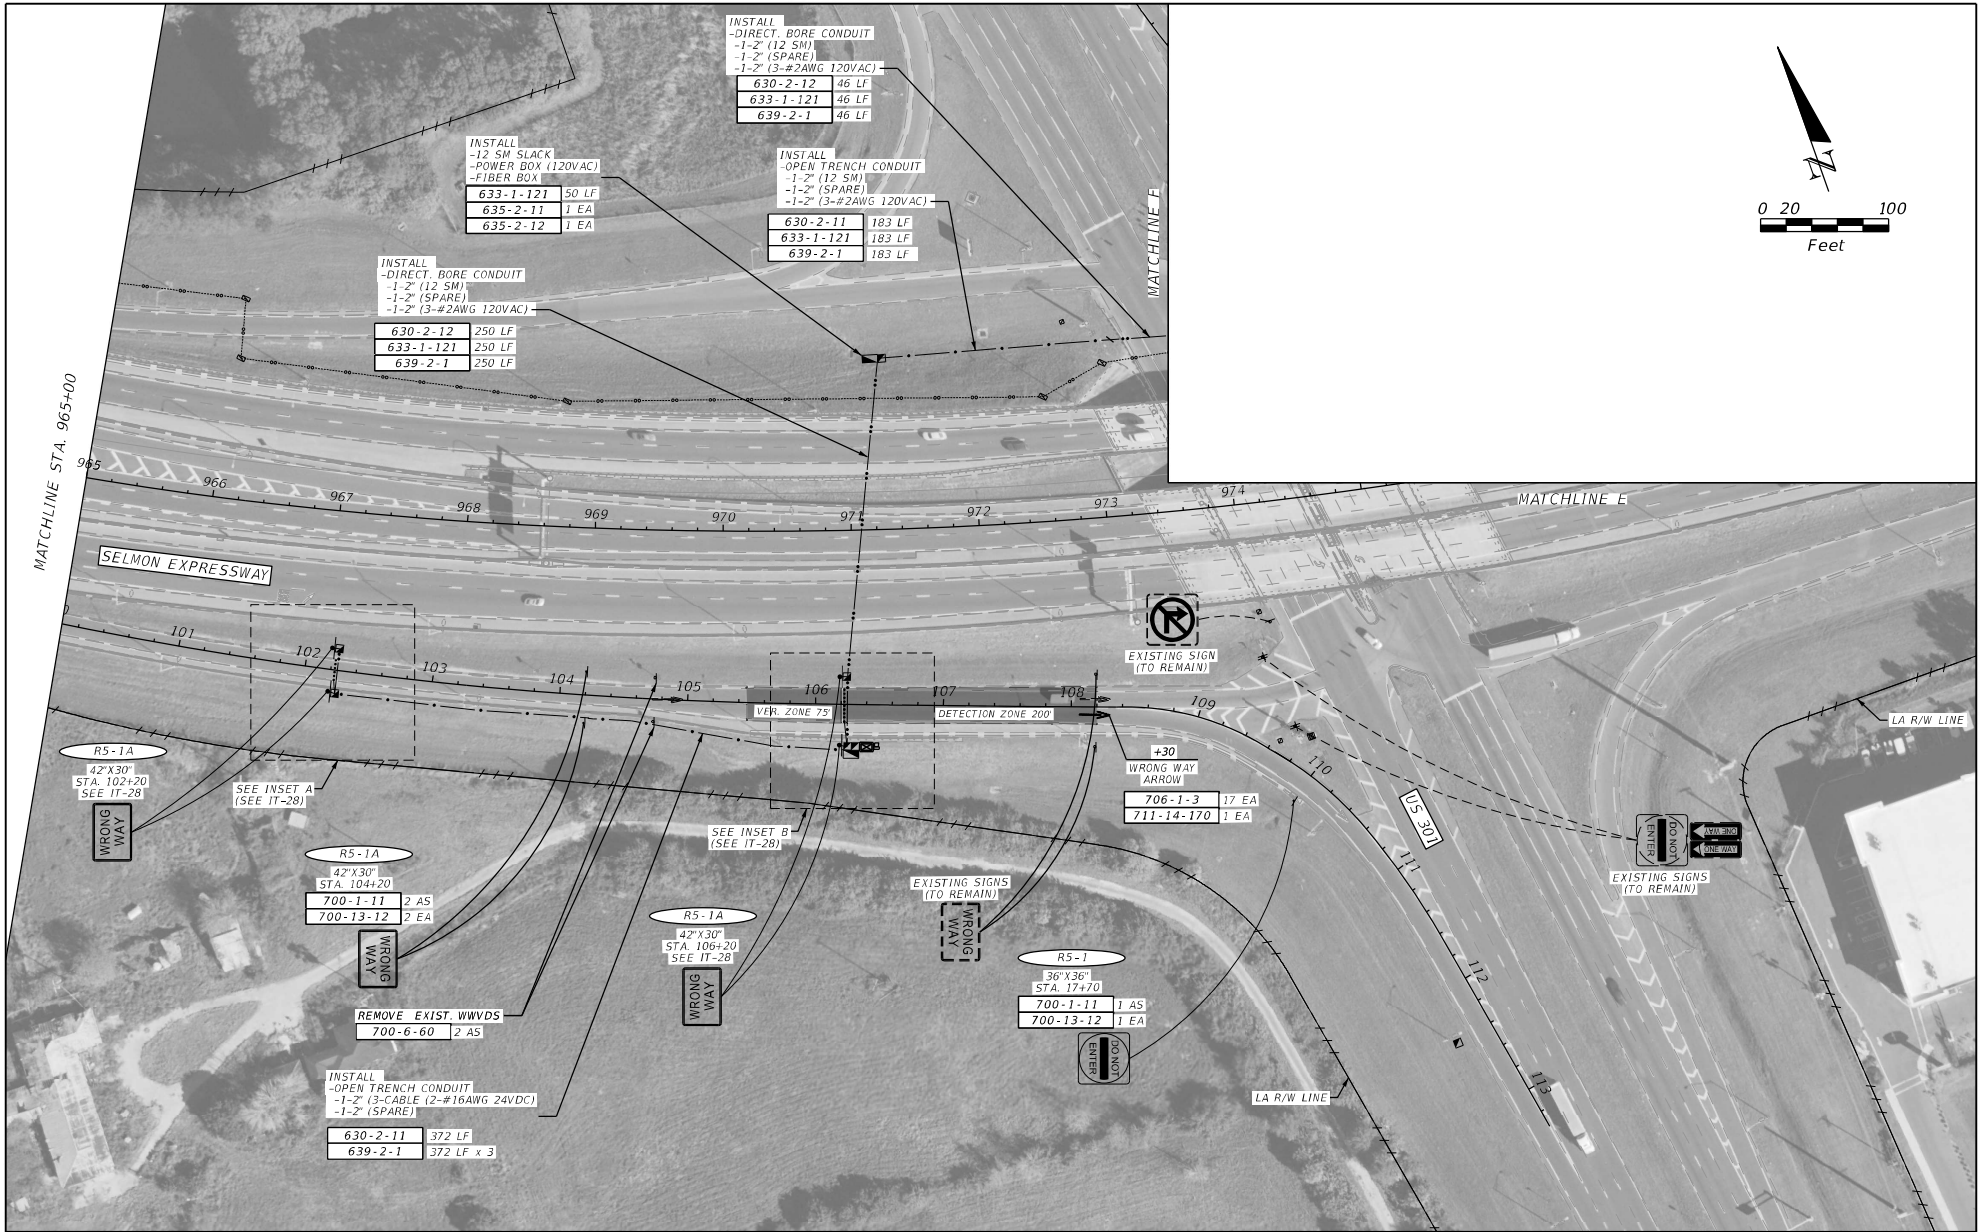 INSTALL
-DIRECT. BORE CONDUIT
-1-2" (12 SM)
-1-2" (SPARE)
-1-2" (3-#2AWG 120VAC)
630-2-12 46 LF
633-1-121 46 LF
639-2-1 46 LF
INSTALL
-12 SM SLACK
-POWER BOX (120VAC)
-FIBER BOX
633-1-121 50 LF
635-2-11 1 EA
635-2-12 1 EA
INSTALL
-OPEN TRENCH CONDUIT
-1-2" (12 SM)
-1-2" (SPARE)
-1-2" (3-#2AWG 120VAC)
630-2-11 183 LF
633-1-121 183 LF
639-2-1 183 LF
INSTALL
-DIRECT. BORE CONDUIT
-1-2" (12 SM)
-1-2" (SPARE)
-1-2" (3-#2AWG 120VAC)
630-2-12 250 LF
633-1-121 250 LF
639-2-1 250 LF
MATCHLINE F
N
0 20 100
Feet
MATCHLINE STA. 965+00
965
966
967
968
969
970
971
972
973
974
MATCHLINE E
SELMON EXPRESSWAY
101
102
103
104
105
106
107
108
109
110
111
112
113
VER. ZONE 75'
DETECTION ZONE 200'
EXISTING SIGN
(TO REMAIN)
LA R/W LINE
R5-1A
42"X30"
STA. 102+20
SEE IT-28
WRONG
WAY
SEE INSET A
(SEE IT-28)
+30
WRONG WAY
ARROW
706-1-3 17 EA
711-14-170 1 EA
US 301
SEE INSET B
(SEE IT-28)
R5-1A
42"X30"
STA. 104+20
700-1-11 2 AS
700-13-12 2 EA
WRONG
WAY
R5-1A
42"X30"
STA. 106+20
SEE IT-28
WRONG
WAY
EXISTING SIGNS
(TO REMAIN)
WRONG
WAY
DO NOT
ENTER
ONE WAY
ONE WAY
EXISTING SIGNS
(TO REMAIN)
R5-1
36"X36"
STA. 17+70
700-1-11 1 AS
700-13-12 1 EA
DO NOT
ENTER
REMOVE EXIST. WWVDS
700-6-60 2 AS
INSTALL
-OPEN TRENCH CONDUIT
-1-2" (3-CABLE (2-#16AWG 24VDC)
-1-2" (SPARE)
630-2-11 372 LF
639-2-1 372 LF x 3
LA R/W LINE